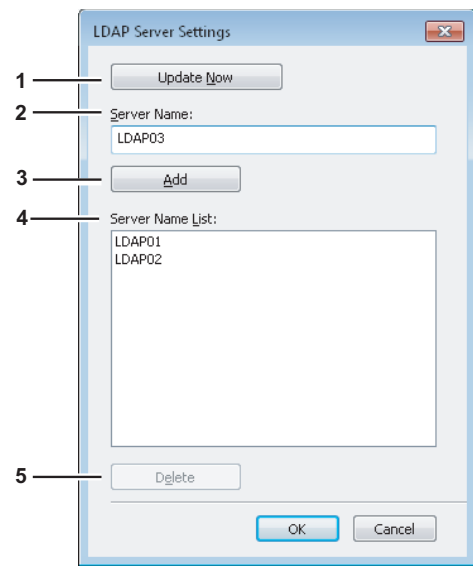 LDAP Server Settings
1 Update Now
2 Server Name:
LDAP03
3 Add
4 Server Name List:
LDAP01
LDAP02
5 Delete
OK Cancel